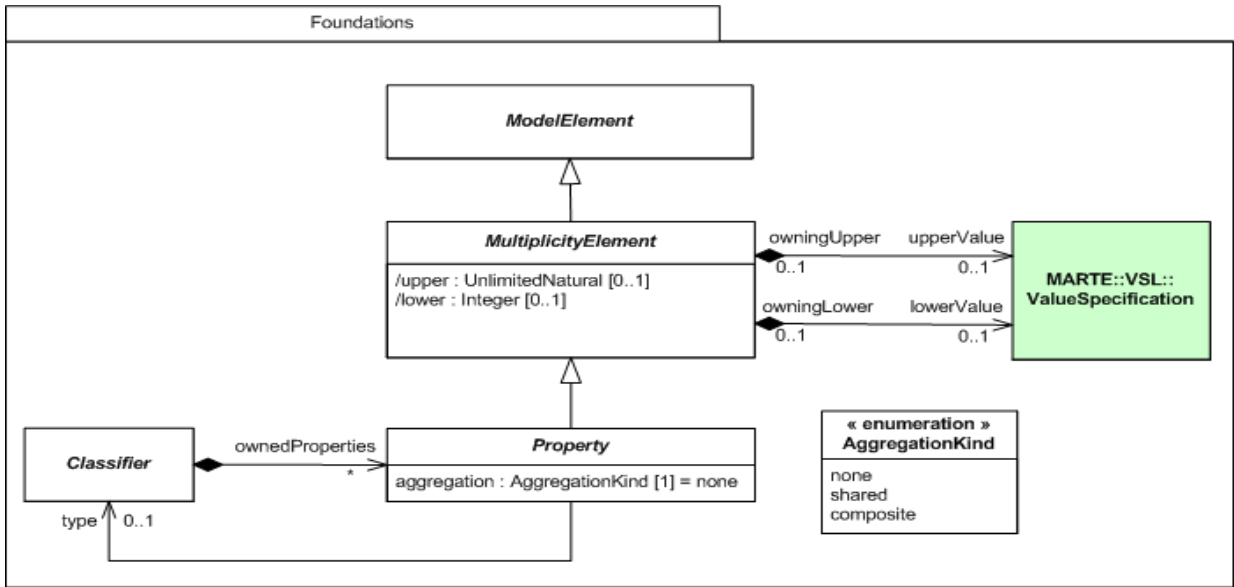 Foundations
ModelElement
MultiplicityElement
/upper : UnlimitedNatural [0..1]
/lower : Integer [0..1]
owningUpper
upperValue
0..1
0..1
owningLower
lowerValue
0..1
0..1
MARTE::VSL::
ValueSpecification
Classifier
ownedProperties
*
Property
aggregation : AggregationKind [1] = none
type
0..1
« enumeration »
AggregationKind
none
shared
composite